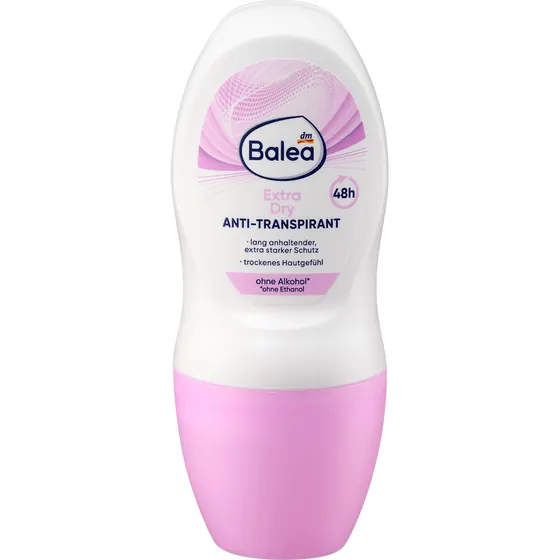 dm
Balea
Extra
Dry
48h
ANTI-TRANSPIRANT
· lang anhaltender,
extra starker Schutz
· trockenes Hautgefühl
ohne Alkohol*
*ohne Ethanol